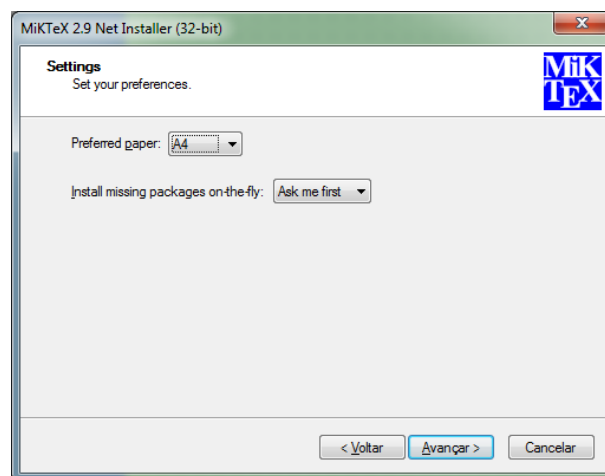 MiKTeX 2.9 Net Installer (32-bit)
Settings
Set your preferences.
MiK
TEX
Preferred paper: A4
Install missing packages on-the-fly: Ask me first
< Voltar Avançar > Cancelar